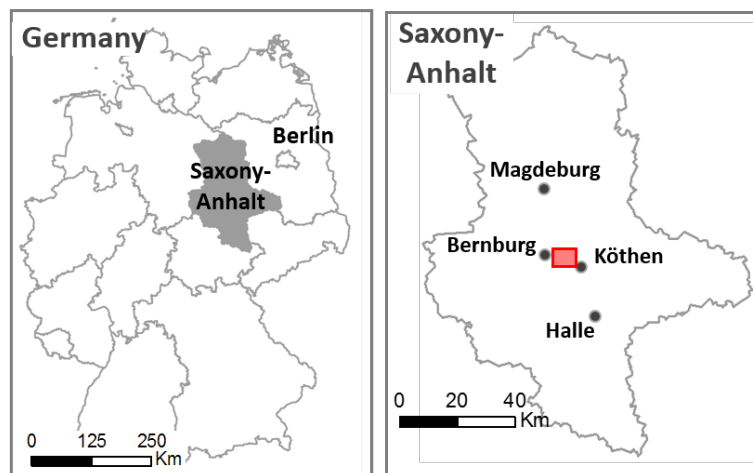 Germany
Berlin
Saxony-
Anhalt
0 125 250
Km
Saxony-
Anhalt
Magdeburg
Bernburg
Köthen
Halle
0 20 40
Km